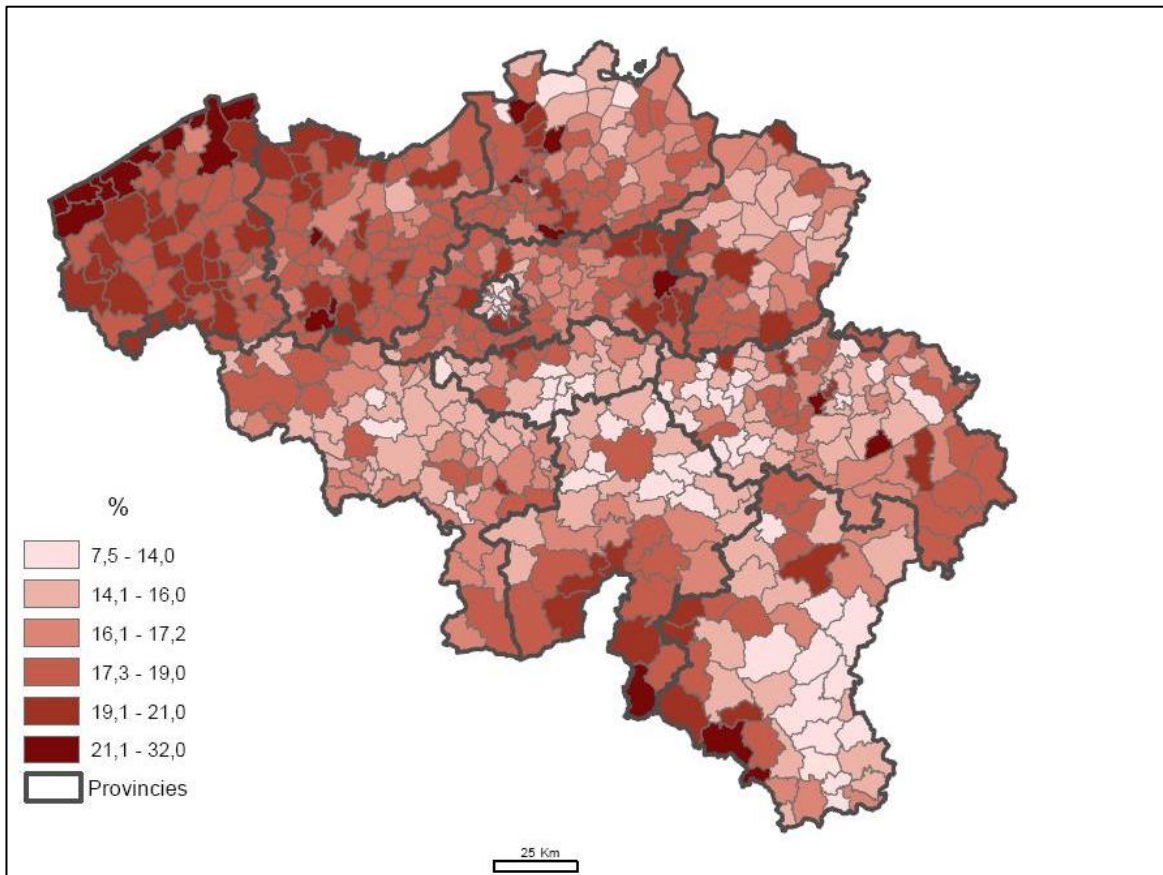 %
7,5 - 14,0
14,1 - 16,0
16,1 - 17,2
17,3 - 19,0
19,1 - 21,0
21,1 - 32,0
Provincies
25 Km